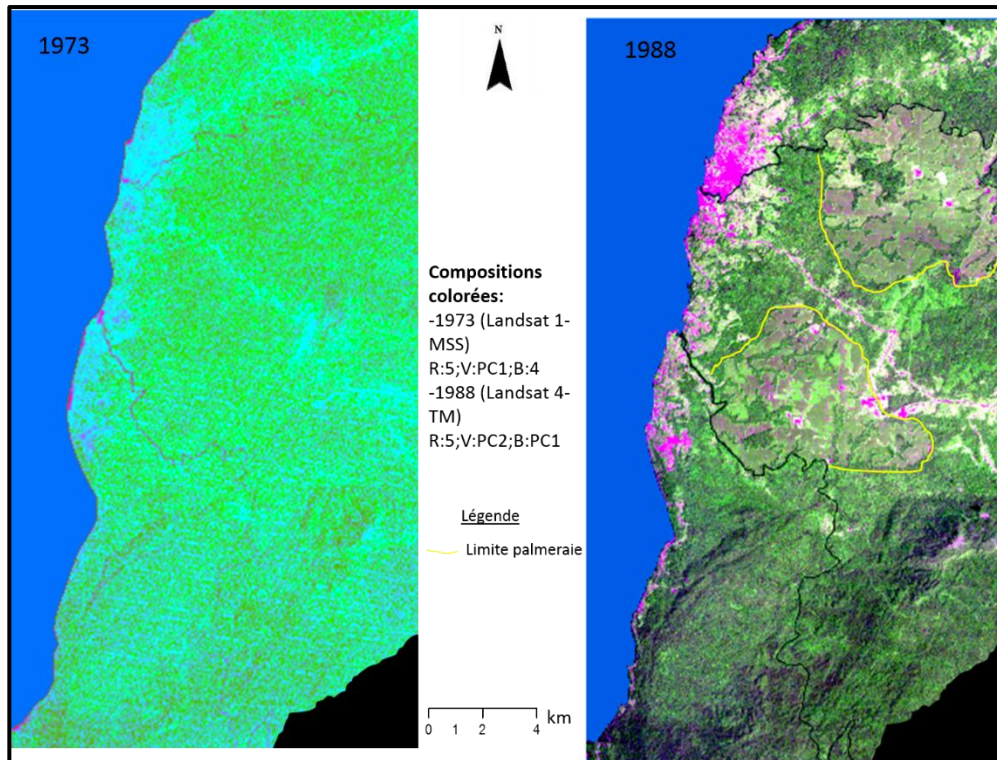 1973
N
1988
Compositions
colorées:
-1973 (Landsat 1-
MSS)
R:5;V:PC1;B:4
-1988 (Landsat 4-
TM)
R:5;V:PC2;B:PC1
Légende
Limite palmeraie
0 2 4 km